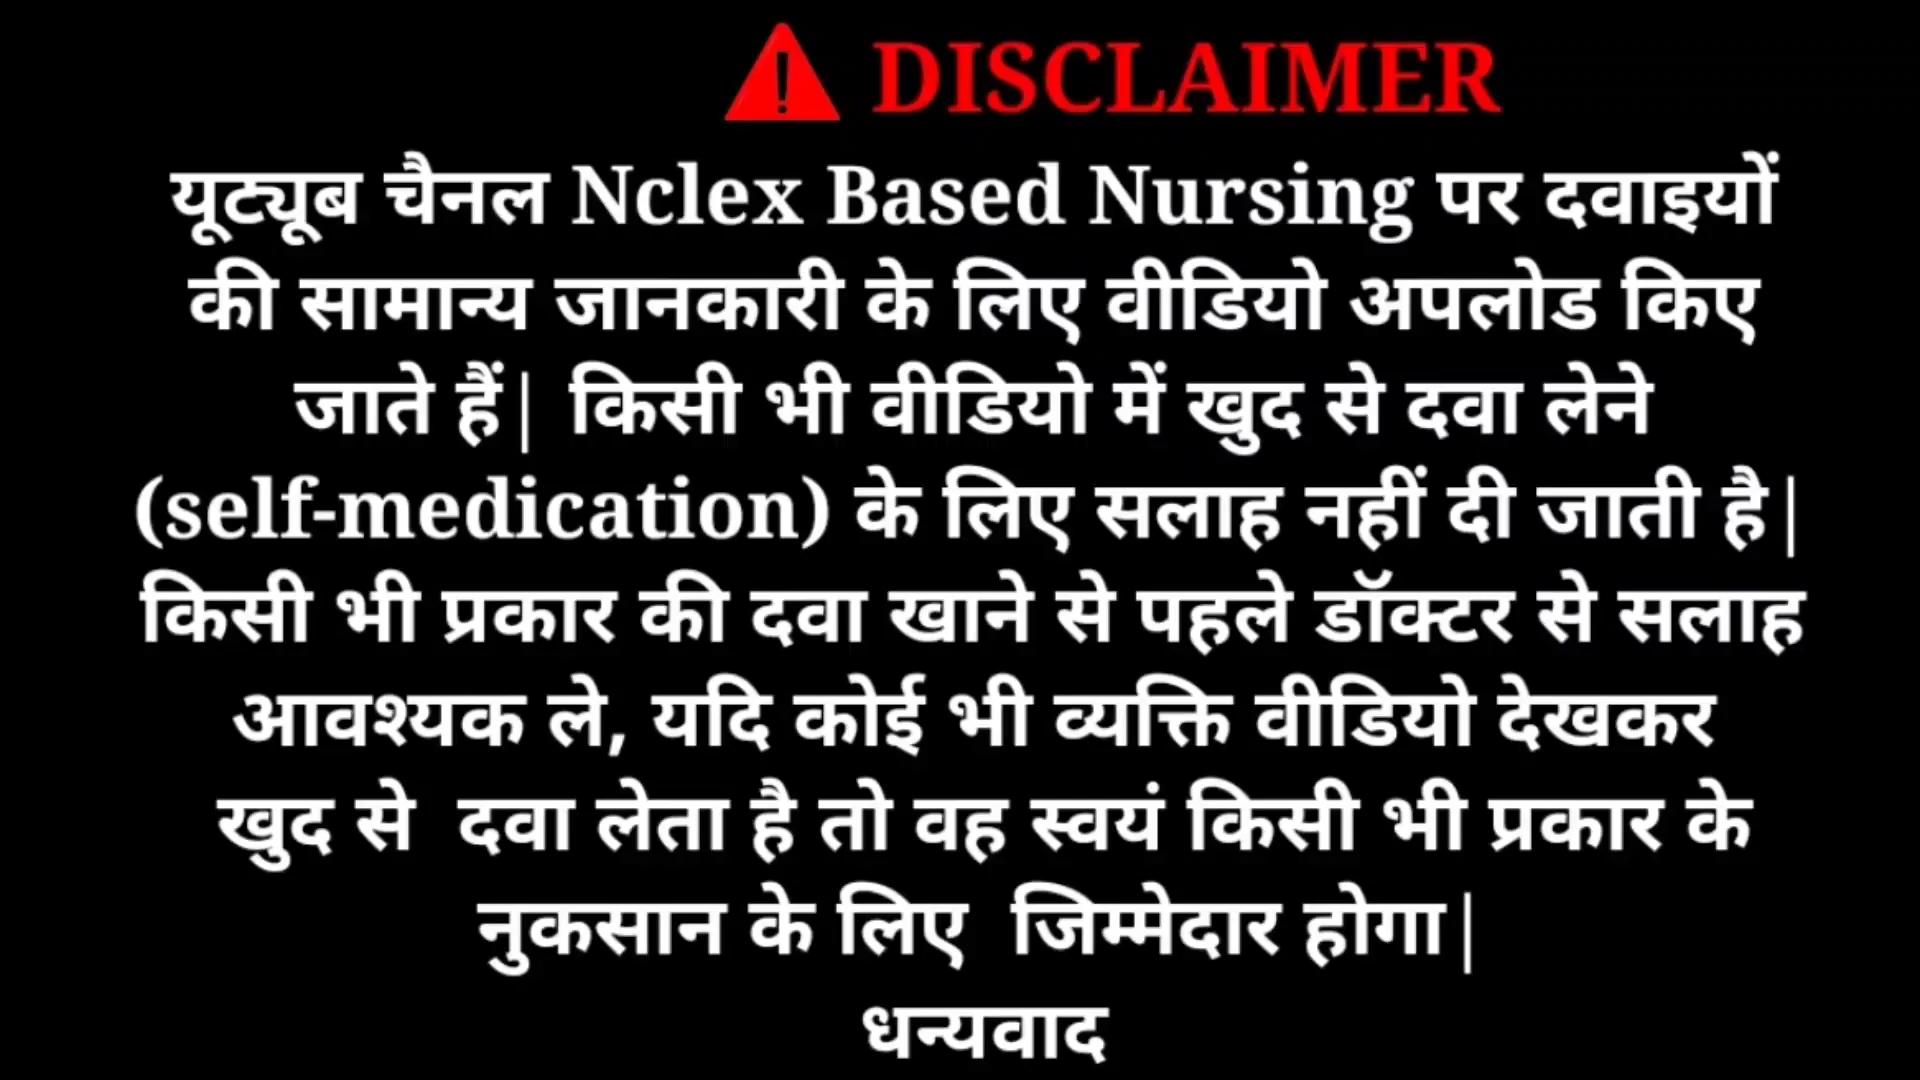 ⚠ DISCLAIMER
यूट्यूब चैनल Nclex Based Nursing पर दवाइयों
की सामान्य जानकारी के लिए वीडियो अपलोड किए
जाते हैं| किसी भी वीडियो में खुद से दवा लेने
(self-medication) के लिए सलाह नहीं दी जाती है|
किसी भी प्रकार की दवा खाने से पहले डॉक्टर से सलाह
आवश्यक ले, यदि कोई भी व्यक्ति वीडियो देखकर
खुद से दवा लेता है तो वह स्वयं किसी भी प्रकार के
नुकसान के लिए जिम्मेदार होगा|
धन्यवाद